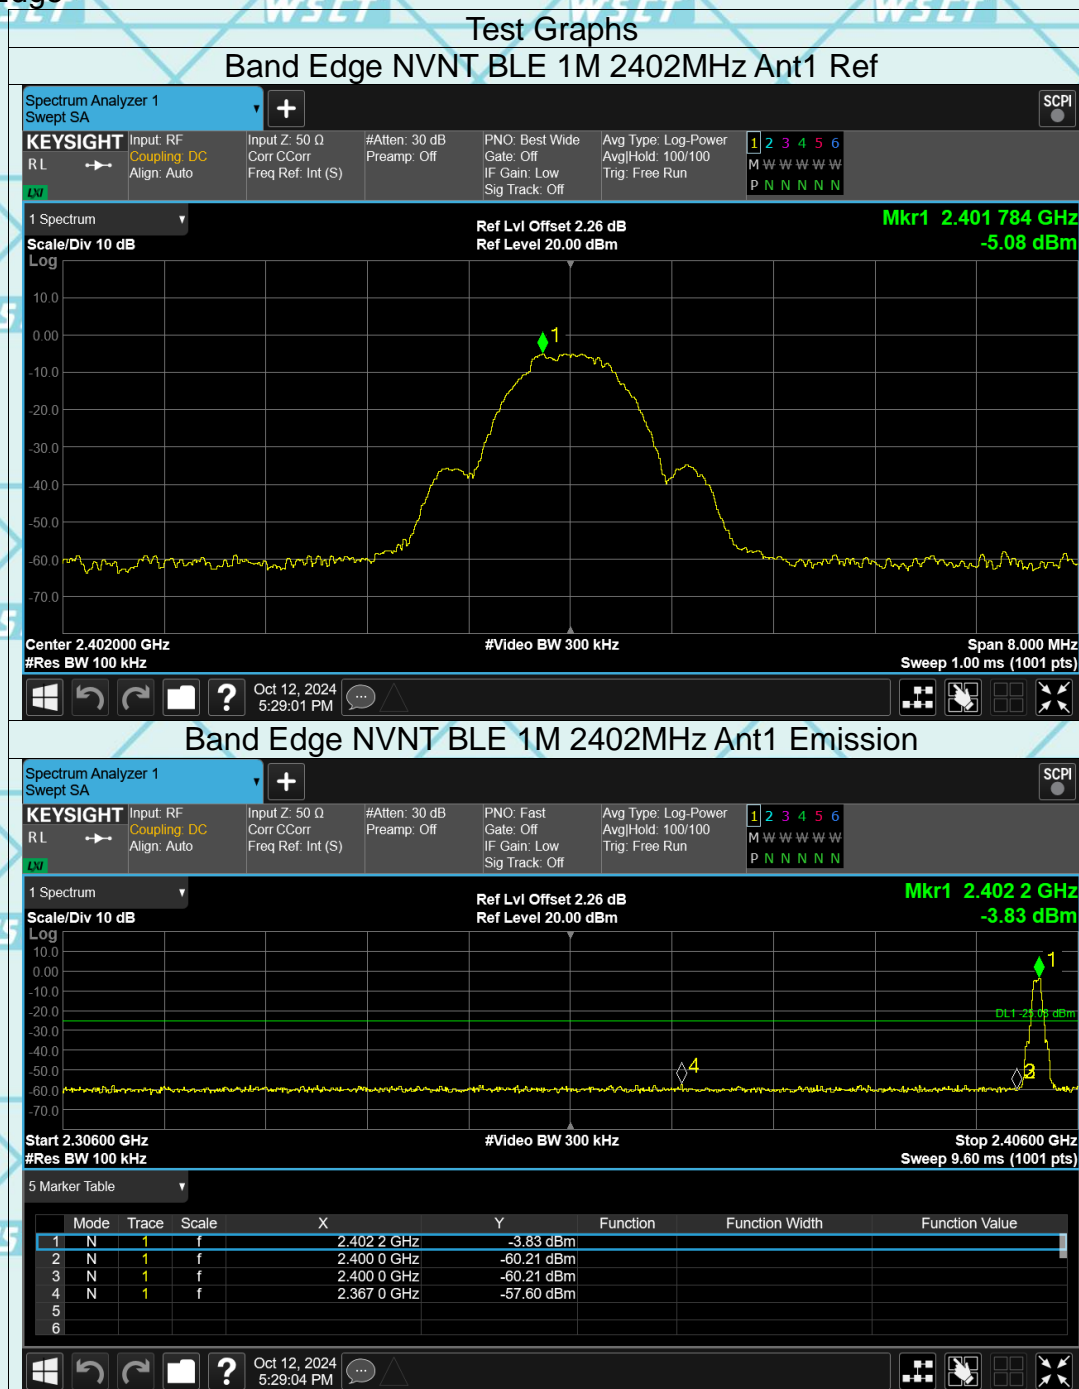 Edge
Test Graphs
Band Edge NVNT BLE 1M 2402MHz Ant1 Ref
Spectrum Analyzer 1
Swept SA
SCPI
KEYSIGHT Input: RF Input Z: 50 Ω #Atten: 30 dB PNO: Best Wide Avg Type: Log-Power 1 2 3 4 5 6
RL Coupling: DC Corr CCorr Preamp: Off Gate: Off Avg|Hold: 100/100 M W W W W W
Align: Auto Freq Ref: Int (S) IF Gain: Low Trig: Free Run
LXI Sig Track: Off P N N N N N
1 Spectrum Ref Lvl Offset 2.26 dB Mkr1 2.401 784 GHz
Scale/Div 10 dB Ref Level 20.00 dBm -5.08 dBm
Log
10.0
0.00 1
-10.0
-20.0
-30.0
-40.0
-50.0
-60.0
-70.0
Center 2.402000 GHz #Video BW 300 kHz Span 8.000 MHz
#Res BW 100 kHz Sweep 1.00 ms (1001 pts)
? Oct 12, 2024
5:29:01 PM
Band Edge NVNT BLE 1M 2402MHz Ant1 Emission
Spectrum Analyzer 1
Swept SA
SCPI
KEYSIGHT Input: RF Input Z: 50 Ω #Atten: 30 dB PNO: Fast Avg Type: Log-Power 1 2 3 4 5 6
RL Coupling: DC Corr CCorr Preamp: Off Gate: Off Avg|Hold: 100/100 M W W W W W
Align: Auto Freq Ref: Int (S) IF Gain: Low Trig: Free Run
LXI Sig Track: Off P N N N N N
1 Spectrum Ref Lvl Offset 2.26 dB Mkr1 2.402 2 GHz
Scale/Div 10 dB Ref Level 20.00 dBm -3.83 dBm
Log
10.0 1
0.00
-10.0
-20.0 DL1 -25.08 dBm
-30.0
-40.0
-50.0 4
-60.0
-70.0
Start 2.30600 GHz #Video BW 300 kHz Stop 2.40600 GHz
#Res BW 100 kHz Sweep 9.60 ms (1001 pts)
5 Marker Table
Mode Trace Scale X Y Function Function Width Function Value
1 N 1 f 2.402 2 GHz -3.83 dBm
2 N 1 f 2.400 0 GHz -60.21 dBm
3 N 1 f 2.400 0 GHz -60.21 dBm
4 N 1 f 2.367 0 GHz -57.60 dBm
5
6
? Oct 12, 2024
5:29:04 PM